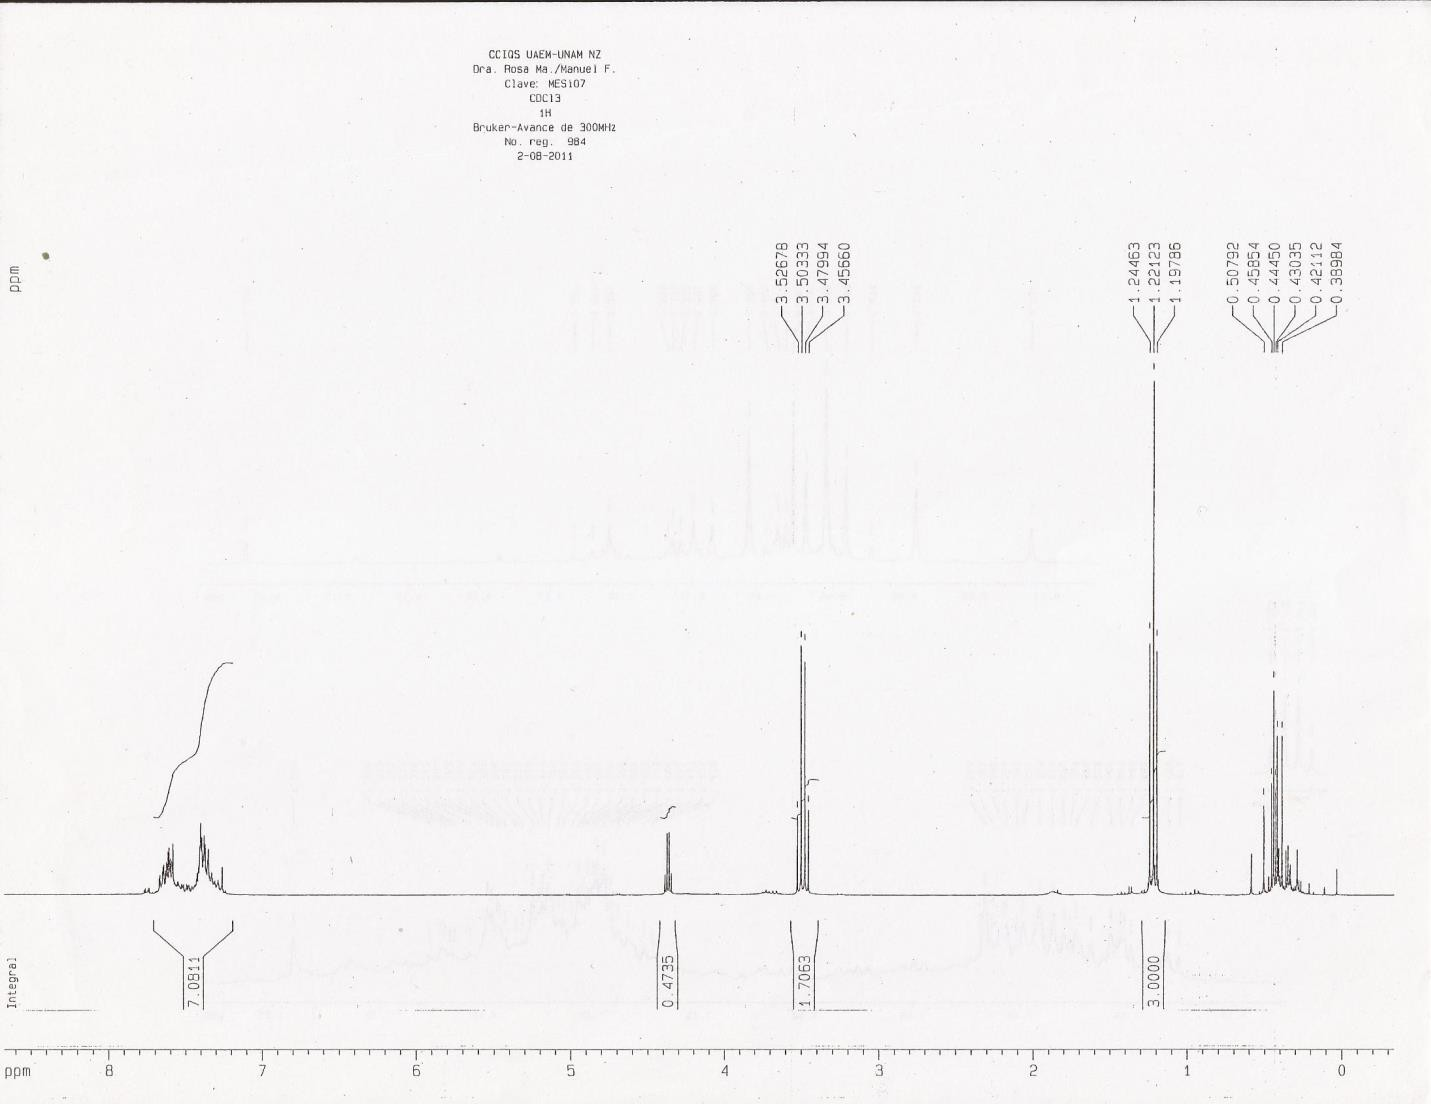 CCIQS UAEM-UNAM NZ
Dra. Rosa Ma./Manuel F.
Clave: MES107
CDCl3
1H
Bruker-Avance de 300MHz
No. reg. 984
2-08-2011
ppm
3.52678
3.50333
3.47994
3.45660
1.24463
1.22123
1.19786
0.50792
0.45854
0.44450
0.43035
0.42112
0.38984
Integral
7.0811
0.4735
1.7063
3.0000
ppm 8 7 6 5 4 3 2 1 0